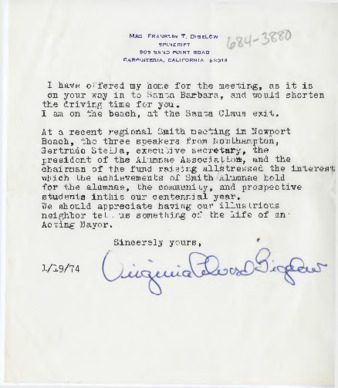 MRS. FRANKLIN T. BIGELOW
SPINDRIFT
909 SAND POINT ROAD
CARPINTERIA, CALIFORNIA 93013
684-3880
I have offered my home for the meeting, as it is
on your way in to Santa Barbara, and would shorten
the driving time for you.
I am on the beach, at the Santa Claus exit.
At a recent regional Smith meeting in Newport
Beach, the three speakers from Northampton,
Gertrude Stella, executive secretary, the
president of the Alumnae Association, and the
chairman of the fund raising allstressed the interest
which the achievements of Smith Alumnae hold
for the alumnae, the community, and prospective
students inthis our centennial year.
We should appreciate having our illustrious
neighbor tell us something of the life of an
Acting Mayor.
Sincerely yours,
1/19/74
Virginia Bigelow